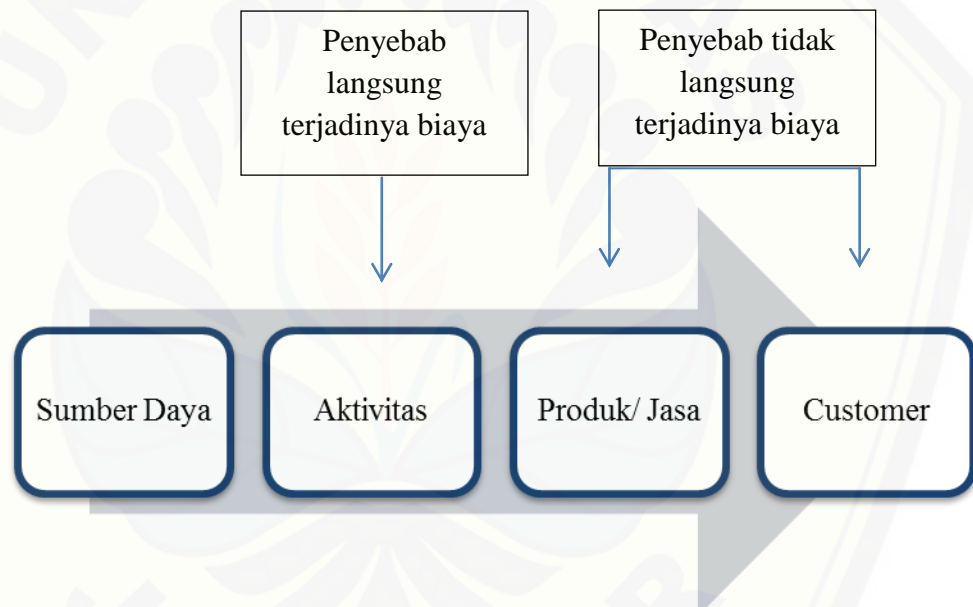 Penyebab
langsung
terjadinya biaya
Penyebab tidak
langsung
terjadinya biaya
Sumber Daya
Aktivitas
Produk/ Jasa
Customer